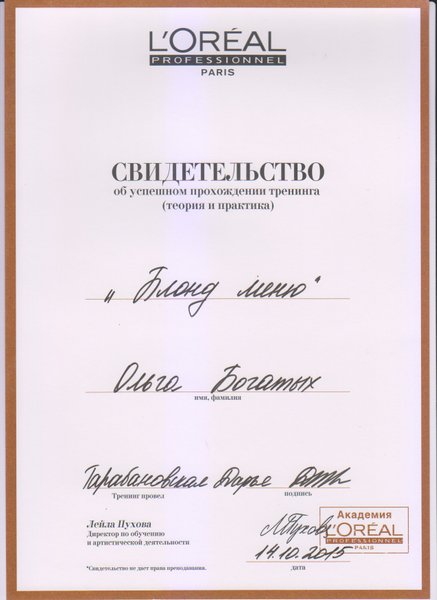 L'ORÉAL
PROFESSIONNEL
PARIS
СВИДЕТЕЛЬСТВО
об успешном прохождении тренинга
(теория и практика)
„Блонд меню“
Ольга Богатых
имя, фамилия
Тарабановская Дарья
Тренинг провел подпись
Лейла Пухова
Директор по обучению
и артистической деятельности
Академия
L'ORÉAL
PROFESSIONNEL
PARIS
14.10.2015
дата
*Свидетельство не дает права преподавания.